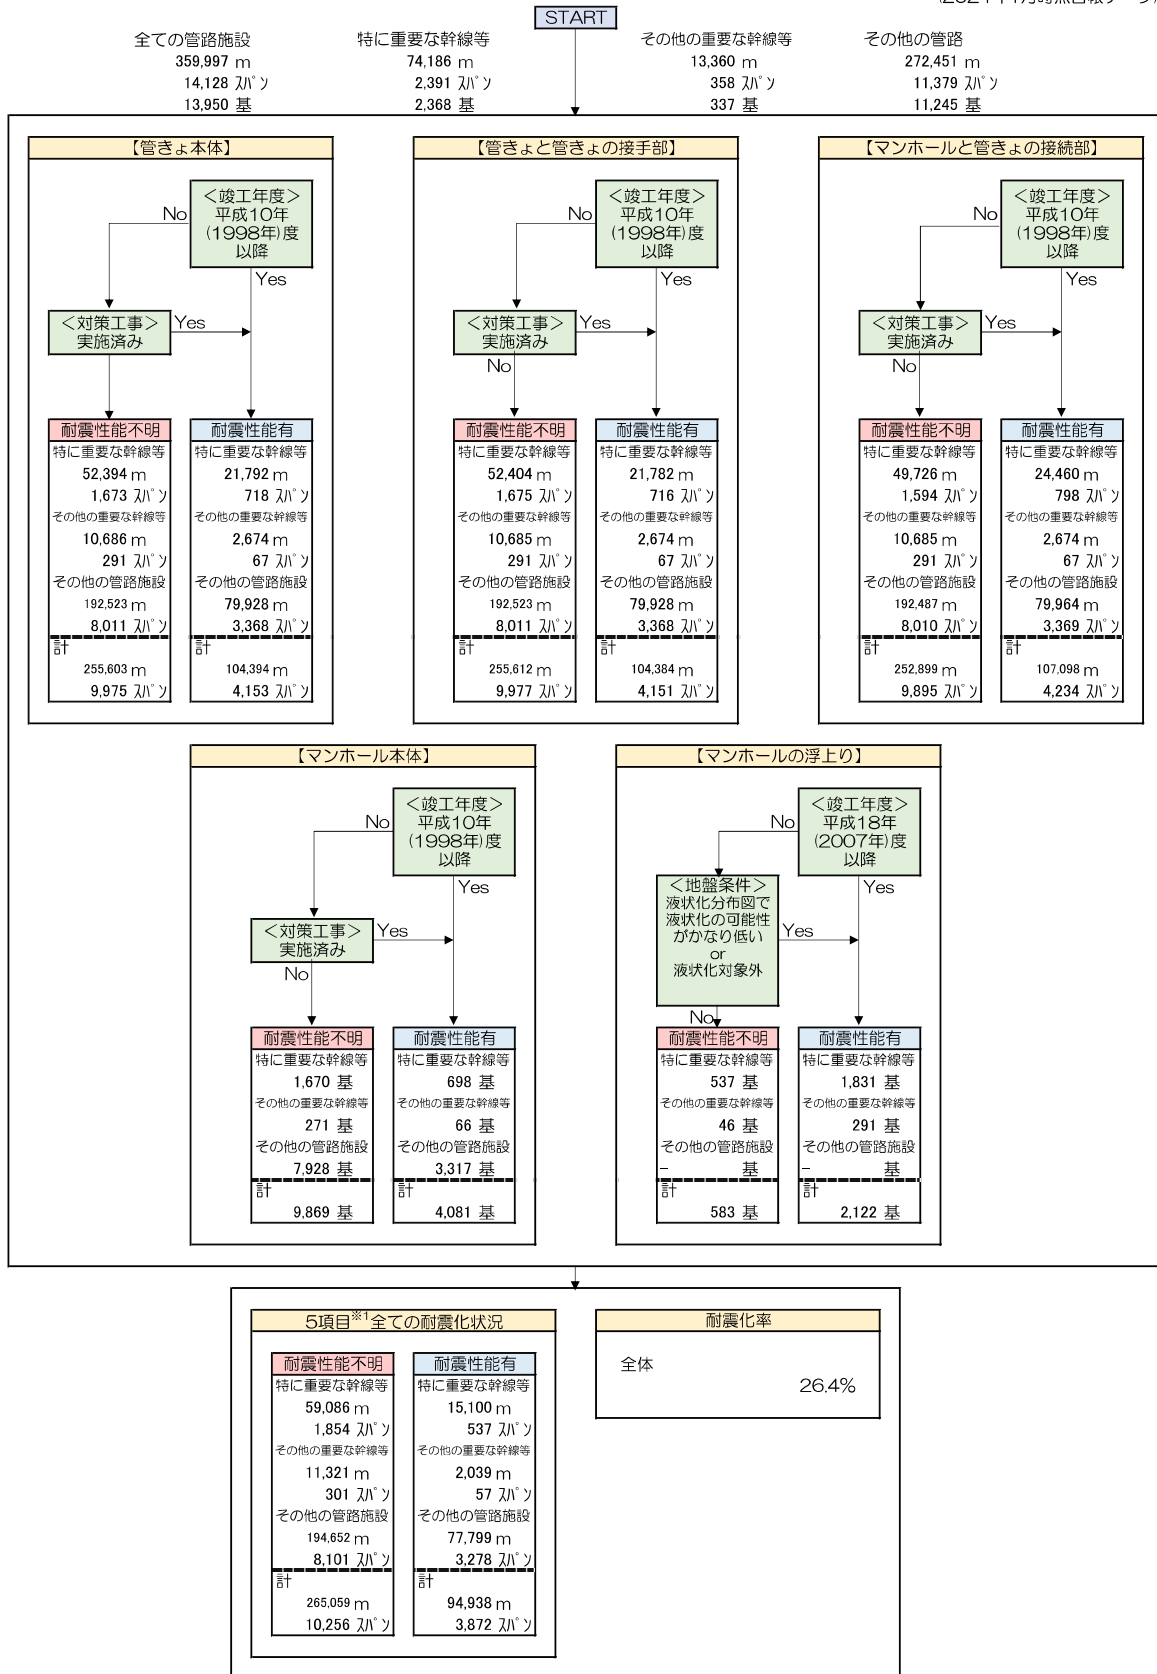 START
全ての管路施設
359,997 m
14,128 ｽﾊﾟﾝ
13,950 基
特に重要な幹線等
74,186 m
2,391 ｽﾊﾟﾝ
2,368 基
その他の重要な幹線等
13,360 m
358 ｽﾊﾟﾝ
337 基
その他の管路
272,451 m
11,379 ｽﾊﾟﾝ
11,245 基
【管きょ本体】
＜竣工年度＞
平成10年
(1998年)度
以降
No
Yes
＜対策工事＞
実施済み
Yes
耐震性能不明
特に重要な幹線等
52,394 m
1,673 ｽﾊﾟﾝ
その他の重要な幹線等
10,686 m
291 ｽﾊﾟﾝ
その他の管路施設
192,523 m
8,011 ｽﾊﾟﾝ
計
255,603 m
9,975 ｽﾊﾟﾝ
耐震性能有
特に重要な幹線等
21,792 m
718 ｽﾊﾟﾝ
その他の重要な幹線等
2,674 m
67 ｽﾊﾟﾝ
その他の管路施設
79,928 m
3,368 ｽﾊﾟﾝ
計
104,394 m
4,153 ｽﾊﾟﾝ
【管きょと管きょの接手部】
＜竣工年度＞
平成10年
(1998年)度
以降
No
Yes
＜対策工事＞
実施済み
Yes
No
耐震性能不明
特に重要な幹線等
52,404 m
1,675 ｽﾊﾟﾝ
その他の重要な幹線等
10,685 m
291 ｽﾊﾟﾝ
その他の管路施設
192,523 m
8,011 ｽﾊﾟﾝ
計
255,612 m
9,977 ｽﾊﾟﾝ
耐震性能有
特に重要な幹線等
21,782 m
716 ｽﾊﾟﾝ
その他の重要な幹線等
2,674 m
67 ｽﾊﾟﾝ
その他の管路施設
79,928 m
3,368 ｽﾊﾟﾝ
計
104,384 m
4,151 ｽﾊﾟﾝ
【マンホールと管きょの接続部】
＜竣工年度＞
平成10年
(1998年)度
以降
No
Yes
＜対策工事＞
実施済み
Yes
No
耐震性能不明
特に重要な幹線等
49,726 m
1,594 ｽﾊﾟﾝ
その他の重要な幹線等
10,685 m
291 ｽﾊﾟﾝ
その他の管路施設
192,487 m
8,010 ｽﾊﾟﾝ
計
252,899 m
9,895 ｽﾊﾟﾝ
耐震性能有
特に重要な幹線等
24,460 m
798 ｽﾊﾟﾝ
その他の重要な幹線等
2,674 m
67 ｽﾊﾟﾝ
その他の管路施設
79,964 m
3,369 ｽﾊﾟﾝ
計
107,098 m
4,234 ｽﾊﾟﾝ
【マンホール本体】
＜竣工年度＞
平成10年
(1998年)度
以降
No
Yes
＜対策工事＞
実施済み
Yes
No
耐震性能不明
特に重要な幹線等
1,670 基
その他の重要な幹線等
271 基
その他の管路施設
7,928 基
計
9,869 基
耐震性能有
特に重要な幹線等
698 基
その他の重要な幹線等
66 基
その他の管路施設
3,317 基
計
4,081 基
【マンホールの浮上り】
＜竣工年度＞
平成18年
(2007年)度
以降
No
Yes
＜地盤条件＞
液状化分布図で
液状化の可能性
がかなり低い
or
液状化対象外
Yes
No
耐震性能不明
特に重要な幹線等
537 基
その他の重要な幹線等
46 基
その他の管路施設
– 基
計
583 基
耐震性能有
特に重要な幹線等
1,831 基
その他の重要な幹線等
291 基
その他の管路施設
– 基
計
2,122 基
5項目※1全ての耐震化状況
耐震性能不明
特に重要な幹線等
59,086 m
1,854 ｽﾊﾟﾝ
その他の重要な幹線等
11,321 m
301 ｽﾊﾟﾝ
その他の管路施設
194,652 m
8,101 ｽﾊﾟﾝ
計
265,059 m
10,256 ｽﾊﾟﾝ
耐震性能有
特に重要な幹線等
15,100 m
537 ｽﾊﾟﾝ
その他の重要な幹線等
2,039 m
57 ｽﾊﾟﾝ
その他の管路施設
77,799 m
3,278 ｽﾊﾟﾝ
計
94,938 m
3,872 ｽﾊﾟﾝ
耐震化率
全体
26.4%